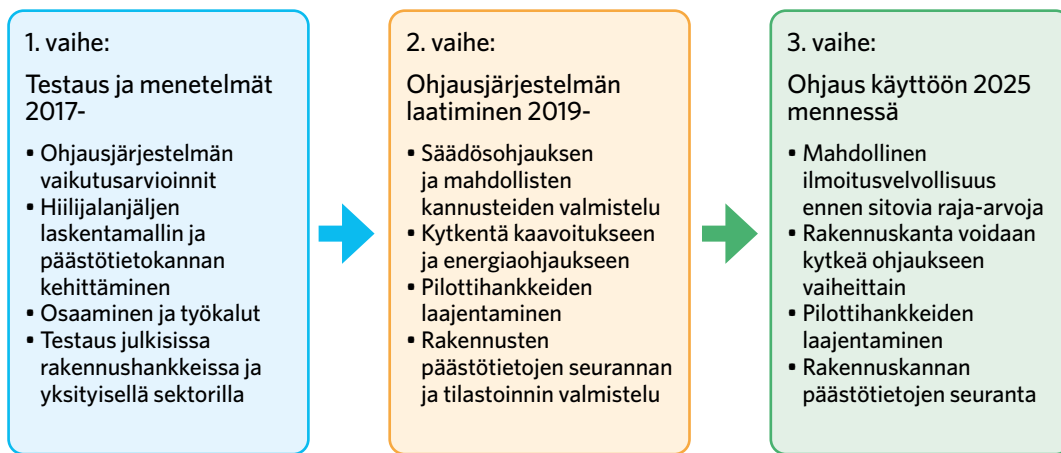 1. vaihe:
Testaus ja menetelmät
2017-
• Ohjausjärjestelmän
vaikutusarvioinnit
• Hiilijalanjäljen
laskentamallin ja
päästötietokannan
kehittäminen
• Osaaminen ja työkalut
• Testaus julkisissa
rakennushankkeissa ja
yksityisellä sektorilla
2. vaihe:
Ohjausjärjestelmän
laatiminen 2019-
• Säädösohjauksen
ja mahdollisten
kannusteiden valmistelu
• Kytkentä kaavoitukseen
ja energiaohjaukseen
• Pilottihankkeiden
laajentaminen
• Rakennusten
päästötietojen seurannan
ja tilastoinnin valmistelu
3. vaihe:
Ohjaus käyttöön 2025
mennessä
• Mahdollinen
ilmoitusvelvollisuus
ennen sitovia raja-arvoja
• Rakennuskanta voidaan
kytkeä ohjaukseen
vaiheittain
• Pilottihankkeiden
laajentaminen
• Rakennuskannan
päästötietojen seuranta